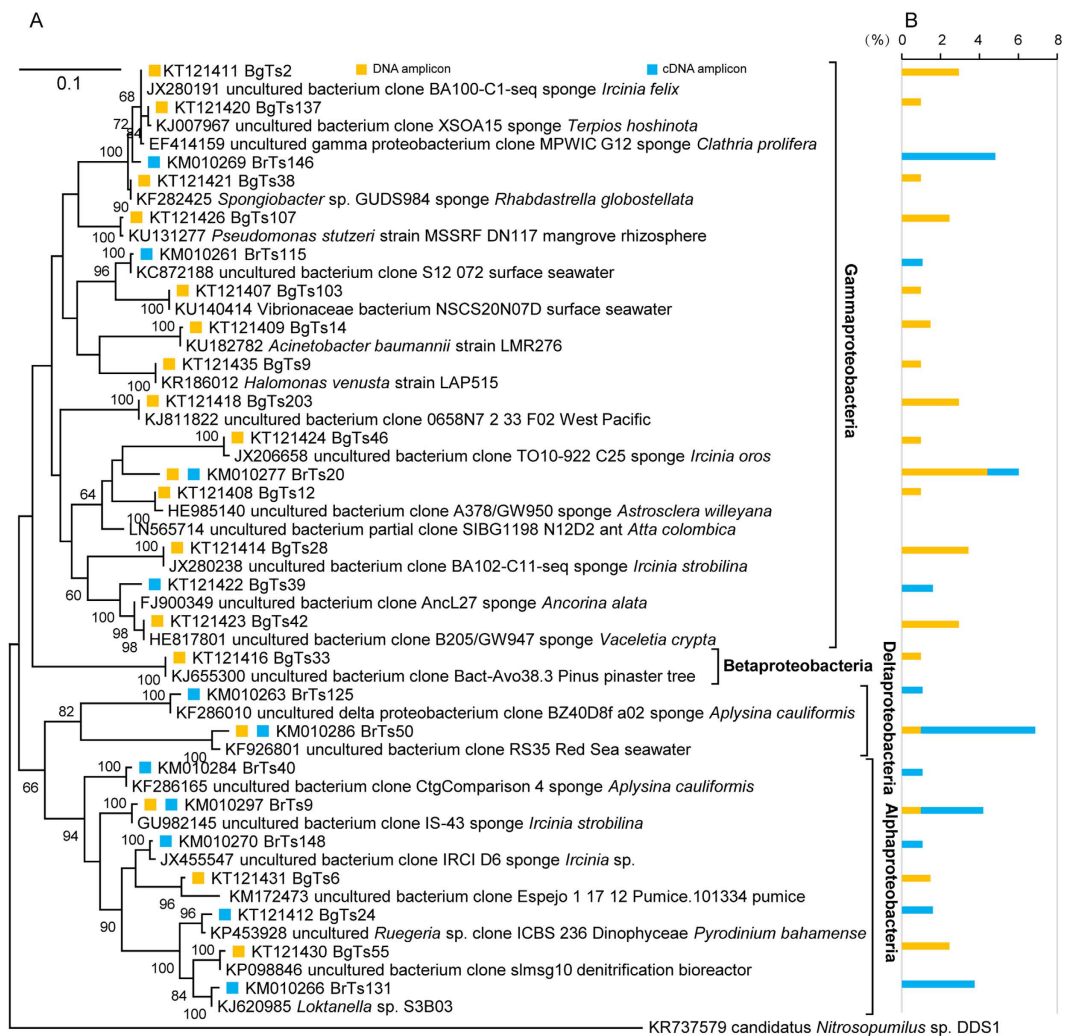 A
B
(%) 0 2 4 6 8
0.1
DNA amplicon
cDNA amplicon
KT121411 BgTs2
68
JX280191 uncultured bacterium clone BA100-C1-seq sponge Ircinia felix
KT121420 BgTs137
72
KJ007967 uncultured bacterium clone XSOA15 sponge Terpios hoshinota
EF414159 uncultured gamma proteobacterium clone MPWIC G12 sponge Clathria prolifera
100
KM010269 BrTs146
KT121421 BgTs38
KF282425 Spongiobacter sp. GUDS984 sponge Rhabdastrella globostellata
90
KT121426 BgTs107
100
KU131277 Pseudomonas stutzeri strain MSSRF DN117 mangrove rhizosphere
100
KM010261 BrTs115
96
KC872188 uncultured bacterium clone S12 072 surface seawater
KT121407 BgTs103
100
KU140414 Vibrionaceae bacterium NSCS20N07D surface seawater
100
KT121409 BgTs14
KU182782 Acinetobacter baumannii strain LMR276
KT121435 BgTs9
100
KR186012 Halomonas venusta strain LAP515
100
KT121418 BgTs203
KJ811822 uncultured bacterium clone 0658N7 2 33 F02 West Pacific
100
KT121424 BgTs46
JX206658 uncultured bacterium clone TO10-922 C25 sponge Ircinia oros
KM010277 BrTs20
64
KT121408 BgTs12
HE985140 uncultured bacterium clone A378/GW950 sponge Astrosclera willeyana
100
LN565714 uncultured bacterium partial clone SIBG1198 N12D2 ant Atta colombica
100
KT121414 BgTs28
JX280238 uncultured bacterium clone BA102-C11-seq sponge Ircinia strobilina
KT121422 BgTs39
60
FJ900349 uncultured bacterium clone AncL27 sponge Ancorina alata
100
KT121423 BgTs42
98
HE817801 uncultured bacterium clone B205/GW947 sponge Vaceletia crypta
98
KT121416 BgTs33
100
KJ655300 uncultured bacterium clone Bact-Avo38.3 Pinus pinaster tree
100
KM010263 BrTs125
82
KF286010 uncultured delta proteobacterium clone BZ40D8f a02 sponge Aplysina cauliformis
KM010286 BrTs50
KF926801 uncultured bacterium clone RS35 Red Sea seawater
100
66
100
KM010284 BrTs40
KF286165 uncultured bacterium clone CtgComparison 4 sponge Aplysina cauliformis
100
KM010297 BrTs9
94
GU982145 uncultured bacterium clone IS-43 sponge Ircinia strobilina
100
KM010270 BrTs148
JX455547 uncultured bacterium clone IRCI D6 sponge Ircinia sp.
KT121431 BgTs6
96
KM172473 uncultured bacterium clone Espejo 1 17 12 Pumice.101334 pumice
90
96
KT121412 BgTs24
KP453928 uncultured Ruegeria sp. clone ICBS 236 Dinophyceae Pyrodinium bahamense
100
KT121430 BgTs55
100
KP098846 uncultured bacterium clone slmsg10 denitrification bioreactor
84
KM010266 BrTs131
100
KJ620985 Loktanella sp. S3B03
KR737579 candidatus Nitrosopumilus sp. DDS1
Gammaproteobacteria
Betaproteobacteria
Deltaproteobacteria
Alphaproteobacteria